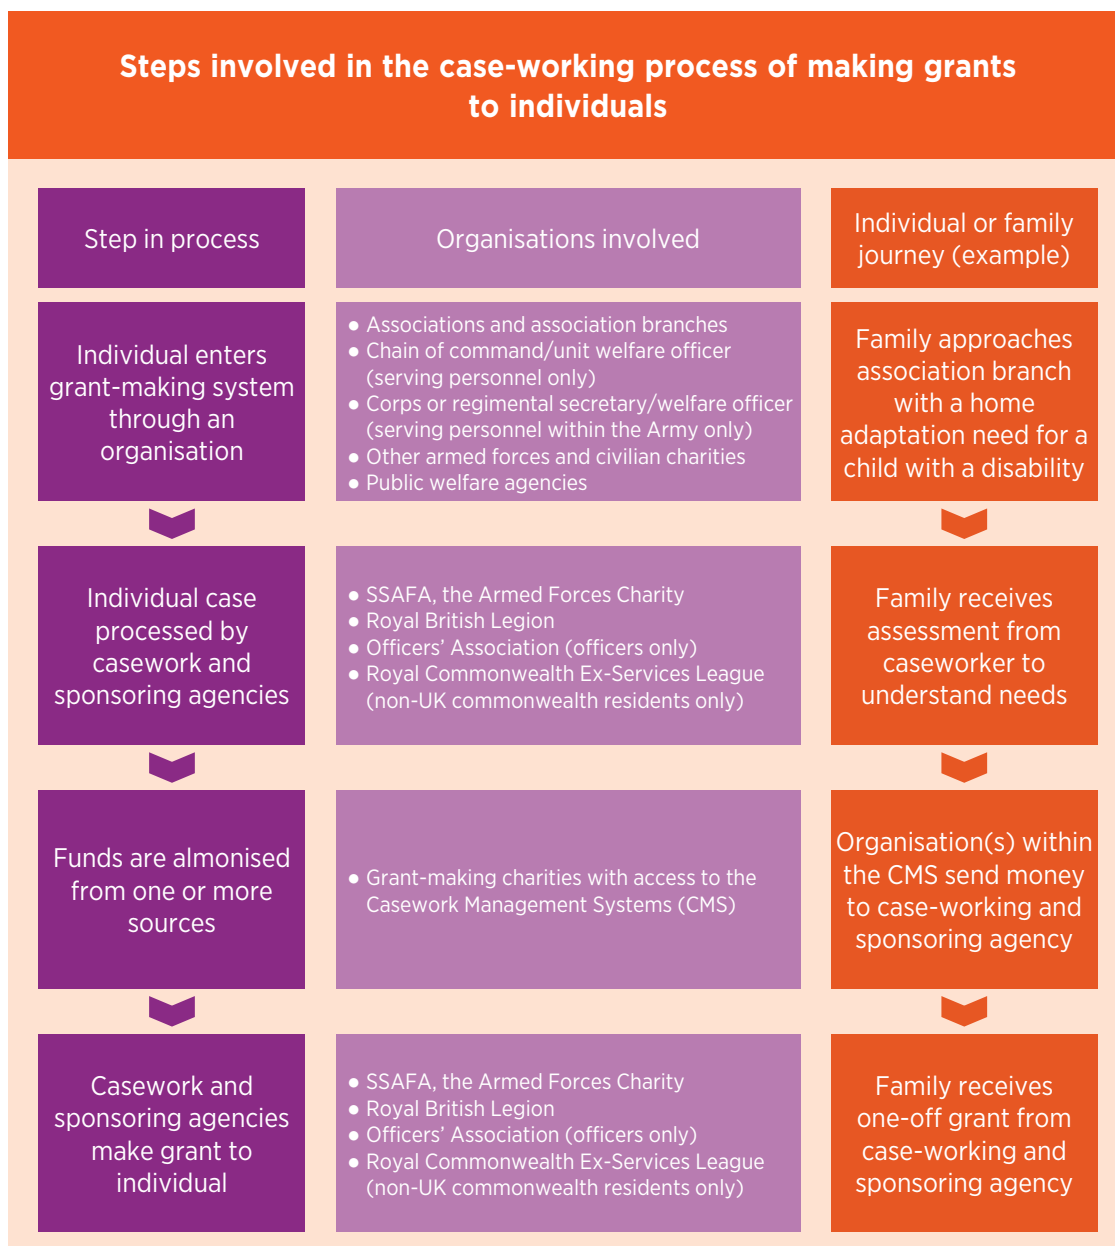 Steps involved in the case-working process of making grants
to individuals
Step in process
Organisations involved
Individual or family
journey (example)
Individual enters
grant-making system
through an
organisation
● Associations and association branches
● Chain of command/unit welfare officer
(serving personnel only)
● Corps or regimental secretary/welfare officer
(serving personnel within the Army only)
● Other armed forces and civilian charities
● Public welfare agencies
Family approaches
association branch
with a home
adaptation need for a
child with a disability
Individual case
processed by
casework and
sponsoring agencies
● SSAFA, the Armed Forces Charity
● Royal British Legion
● Officers’ Association (officers only)
● Royal Commonwealth Ex-Services League
(non-UK commonwealth residents only)
Family receives
assessment from
caseworker to
understand needs
Funds are almonised
from one or more
sources
● Grant-making charities with access to the
Casework Management Systems (CMS)
Organisation(s) within
the CMS send money
to case-working and
sponsoring agency
Casework and
sponsoring agencies
make grant to
individual
● SSAFA, the Armed Forces Charity
● Royal British Legion
● Officers’ Association (officers only)
● Royal Commonwealth Ex-Services League
(non-UK commonwealth residents only)
Family receives
one-off grant from
case-working and
sponsoring agency